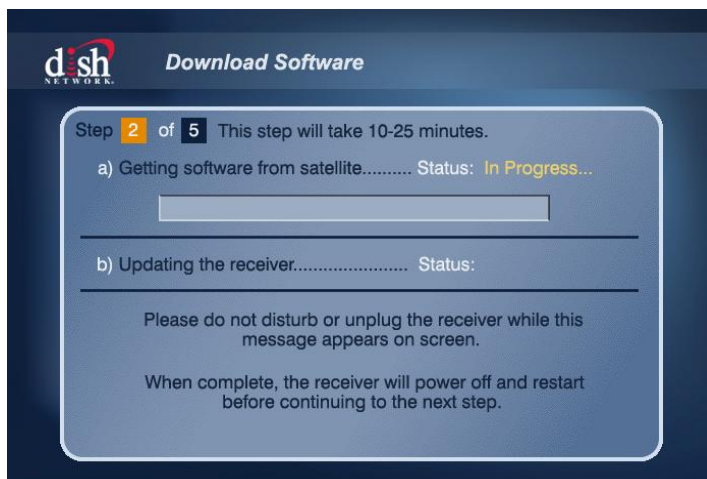 dish
NETWORK.
Download Software
Step 2 of 5 This step will take 10-25 minutes.
a) Getting software from satellite.......... Status: In Progress...
b) Updating the receiver....................... Status:
Please do not disturb or unplug the receiver while this
message appears on screen.
When complete, the receiver will power off and restart
before continuing to the next step.